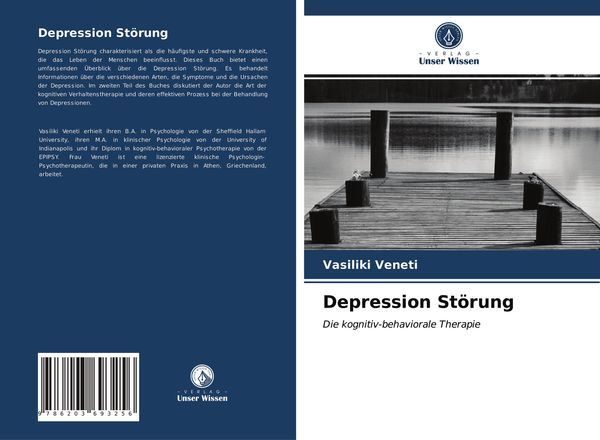 Depression Störung
Depression Störung charakterisiert als die häufigste und schwere Krankheit,
die das Leben der Menschen beeinflusst. Dieses Buch bietet einen
umfassenden Überblick über die Depression Störung. Es behandelt
Informationen über die verschiedenen Arten, die Symptome und die Ursachen
der Depression. Im zweiten Teil des Buches diskutiert der Autor die Art der
kognitiven Verhaltenstherapie und deren effektiven Prozess bei der Behandlung
von Depressionen.
Vasiliki Veneti erhielt ihren B.A. in Psychologie von der Sheffield Hallam
University, ihren M.A. in klinischer Psychologie von der University of
Indianapolis und ihr Diplom in kognitiv-behavioraler Psychotherapie von der
EPIPSY. Frau Veneti ist eine lizenzierte klinische Psychologin-
Psychotherapeutin, die in einer privaten Praxis in Athen, Griechenland,
arbeitet.
9 786203 693256
– VERLAG –
Unser Wissen
– VERLAG –
Unser Wissen
Vasiliki Veneti
Depression Störung
Die kognitiv-behaviorale Therapie